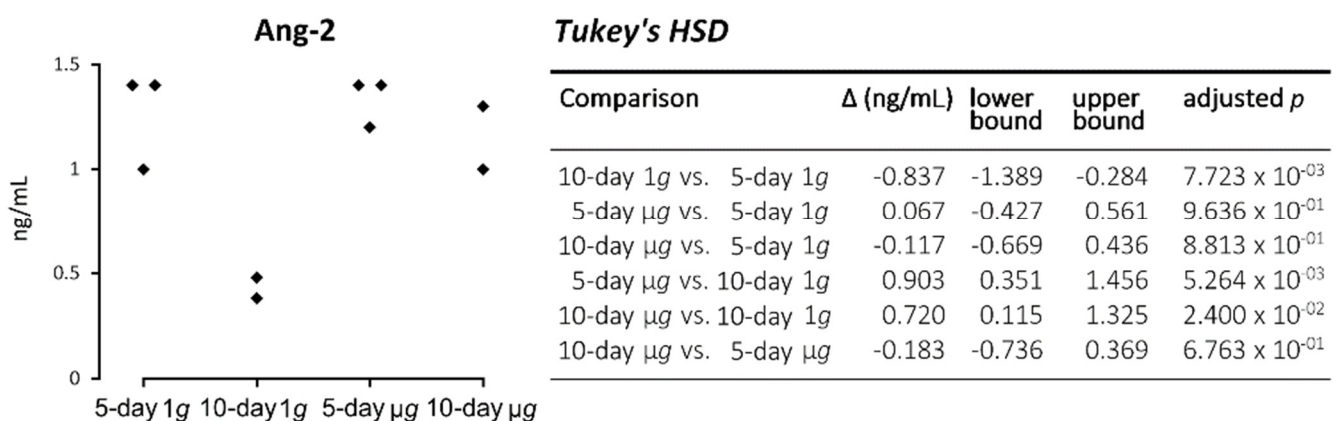 Ang-2
ng/mL
1.5
1
0.5
0
5-day 1g 10-day 1g 5-day µg 10-day µg
Tukey's HSD
Comparison Δ (ng/mL) lower bound upper bound adjusted p
10-day 1g vs. 5-day 1g -0.837 -1.389 -0.284 7.723 x 10⁻⁰³
5-day µg vs. 5-day 1g 0.067 -0.427 0.561 9.636 x 10⁻⁰¹
10-day µg vs. 5-day 1g -0.117 -0.669 0.436 8.813 x 10⁻⁰¹
5-day µg vs. 10-day 1g 0.903 0.351 1.456 5.264 x 10⁻⁰³
10-day µg vs. 10-day 1g 0.720 0.115 1.325 2.400 x 10⁻⁰²
10-day µg vs. 5-day µg -0.183 -0.736 0.369 6.763 x 10⁻⁰¹